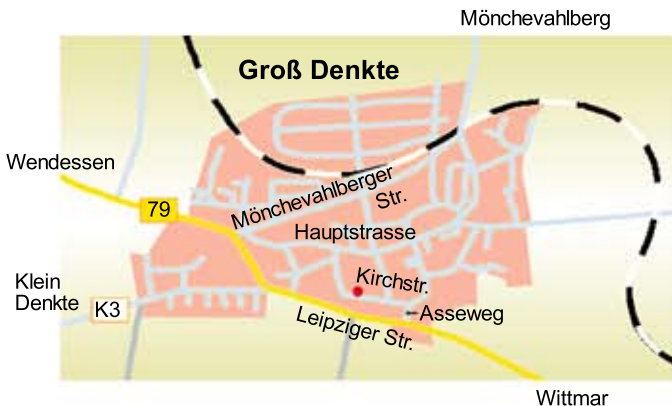 Mönchevahlberg
Groß Denkte
Wendessen
79
Mönchevahlberger
Str.
Hauptstrasse
Klein
Denkte
K3
Kirchstr.
Asseweg
Leipziger Str.
Wittmar